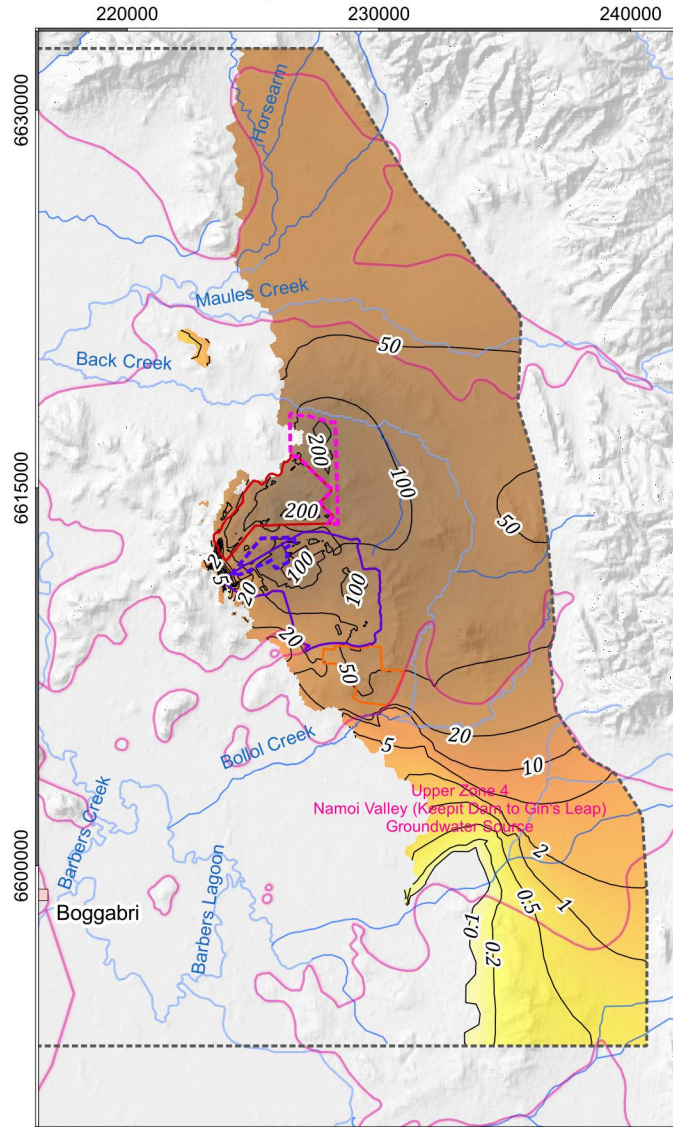 220000
230000
240000
6630000
Horsearm
Maules Creek
50
Back Creek
200
100
6615000
200
50
2
5
20
100
100
20
50
20
5
Bollol Creek
10
Upper Zone 4
Namoi Valley (Keepit Dam to Gin's Leap)
Groundwater Source
2
Barbers Creek
6600000
0.5
1
Boggabri
Barbers Lagoon
0.1
0.2